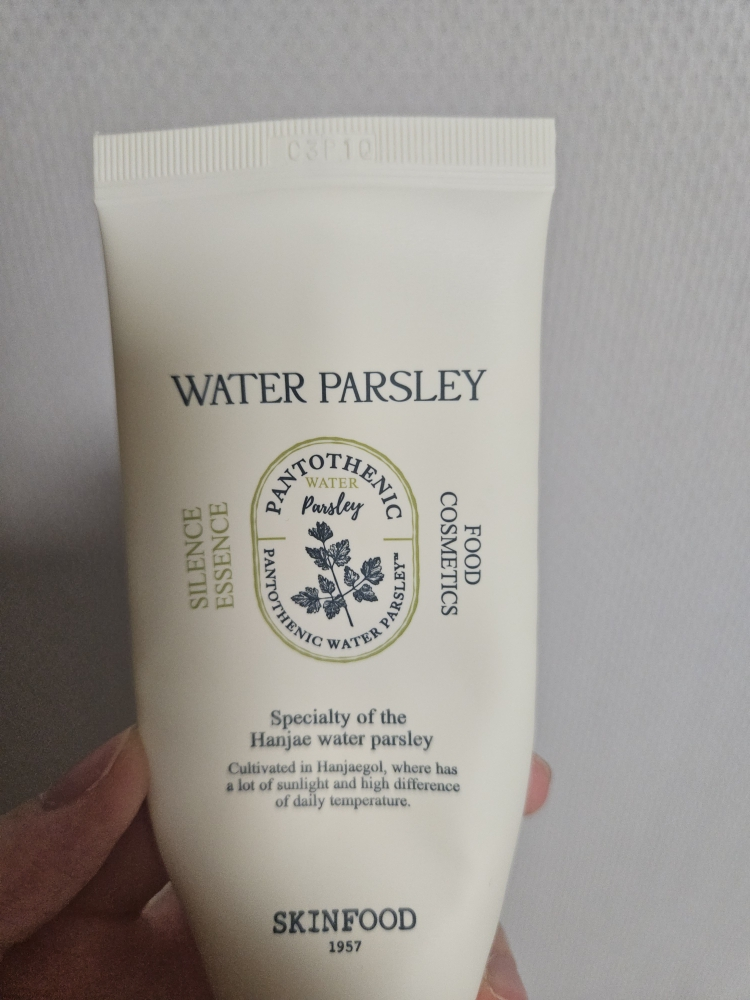 WATER PARSLEY
PANTOTHENIC
WATER
Parsley
PANTOTHENIC WATER PARSLEY™
SILENCE
ESSENCE
FOOD
COSMETICS
Specialty of the
Hanjae water parsley
Cultivated in Hanjaegol, where has
a lot of sunlight and high difference
of daily temperature.
SKINFOOD
1957